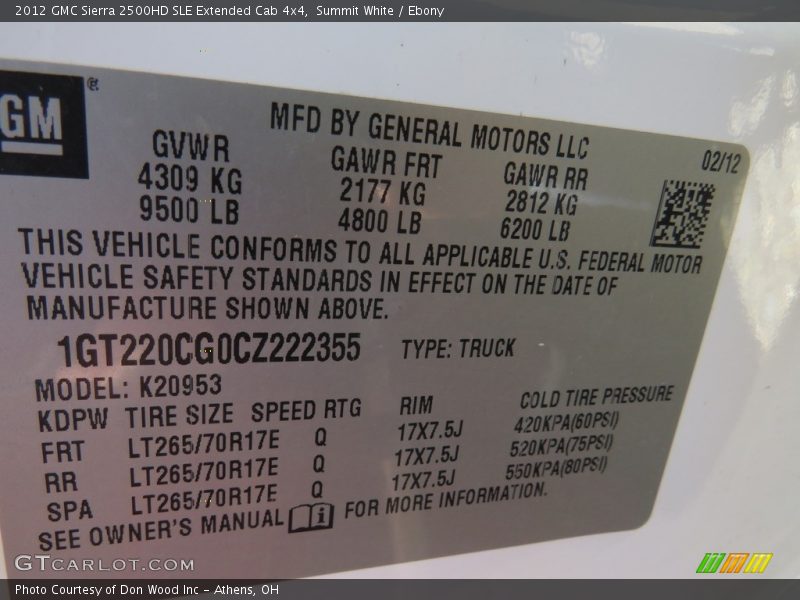 2012 GMC Sierra 2500HD SLE Extended Cab 4x4, Summit White / Ebony
GM
MFD BY GENERAL MOTORS LLC
02/12
GVWR GAWR FRT GAWR RR
4309 KG 2177 KG 2812 KG
9500 LB 4800 LB 6200 LB
THIS VEHICLE CONFORMS TO ALL APPLICABLE U.S. FEDERAL MOTOR
VEHICLE SAFETY STANDARDS IN EFFECT ON THE DATE OF
MANUFACTURE SHOWN ABOVE.
1GT220CG0CZ222355 TYPE: TRUCK
MODEL: K20953
KDPW TIRE SIZE SPEED RTG RIM COLD TIRE PRESSURE
FRT LT265/70R17E Q 17X7.5J 420KPA(60PSI)
RR LT265/70R17E Q 17X7.5J 520KPA(75PSI)
SPA LT265/70R17E Q 17X7.5J 550KPA(80PSI)
SEE OWNER'S MANUAL FOR MORE INFORMATION.
GTCARLOT.COM
Photo Courtesy of Don Wood Inc - Athens, OH